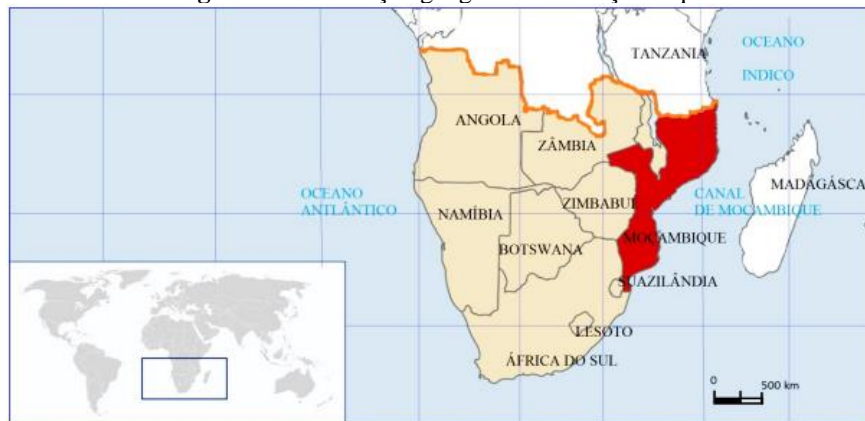 TANZANIA
OCEANO
INDICO
ANGOLA
ZÂMBIA
MADAGÁSCA
OCEANO
ANTLÂNTICO
CANAL
DE MOÇAMBIQUE
ZIMBABUE
NAMÍBIA
MOÇAMBIQUE
BOTSWANA
SUAZILÂNDIA
LESOTO
ÁFRICA DO SUL
0
500 km